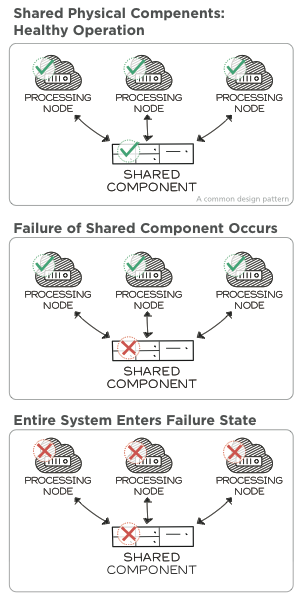 Shared Physical Compenents:
Healthy Operation
PROCESSING PROCESSING PROCESSING
NODE NODE NODE
SHARED
COMPONENT
A common design pattern
Failure of Shared Component Occurs
PROCESSING PROCESSING PROCESSING
NODE NODE NODE
SHARED
COMPONENT
Entire System Enters Failure State
PROCESSING PROCESSING PROCESSING
NODE NODE NODE
SHARED
COMPONENT